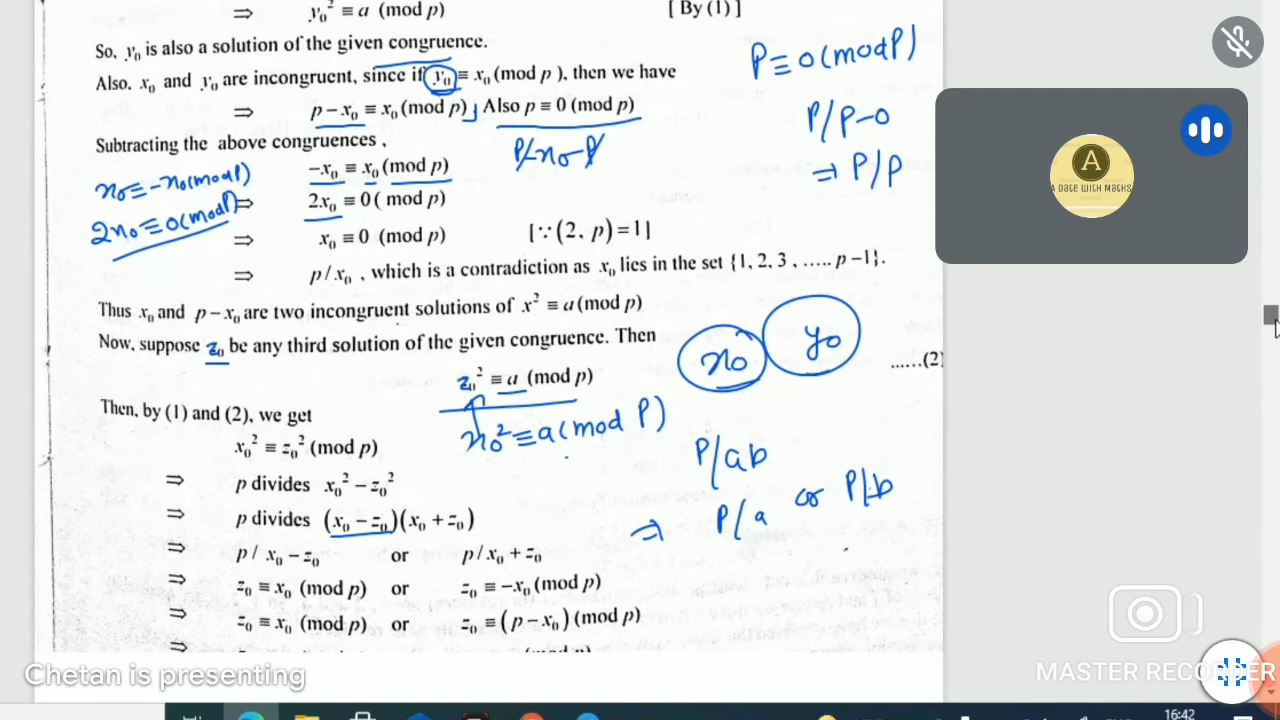 ⇒ y₀² ≡ a (mod p) [ By (1) ]
So, y₀ is also a solution of the given congruence.
Also, x₀ and y₀ are incongruent, since if y₀ ≡ x₀ (mod p), then we have
⇒ p − x₀ ≡ x₀ (mod p), Also p ≡ 0 (mod p)
Subtracting the above congruences,
−x₀ ≡ x₀ (mod p)
⇒ 2x₀ ≡ 0 ( mod p)
⇒ x₀ ≡ 0 (mod p) [∵ (2, p) = 1]
⇒ p / x₀ , which is a contradiction as x₀ lies in the set {1, 2, 3 , ..... p −1}.
Thus x₀ and p − x₀ are two incongruent solutions of x² ≡ a (mod p)
Now, suppose z₀ be any third solution of the given congruence. Then
z₀² ≡ a (mod p) ......(2)
Then, by (1) and (2), we get
x₀² ≡ z₀² (mod p)
⇒ p divides x₀² − z₀²
⇒ p divides (x₀ − z₀)(x₀ + z₀)
⇒ p / x₀ − z₀ or p / x₀ + z₀
⇒ z₀ ≡ x₀ (mod p) or z₀ ≡ −x₀ (mod p)
⇒ z₀ ≡ x₀ (mod p) or z₀ ≡ (p − x₀) (mod p)
⇒
P ≡ 0 (mod P)
P/P-0
⇒ P/P
x₀ ≡ -x₀ (mod P)
2x₀ ≡ 0 (mod P)
P-x₀-P
x₀
y₀
x₀² ≡ a (mod P)
P/ab
⇒ P/a or P/b
A
A DATE WITH MATHS
Chetan is presenting
MASTER RECORDER
16:42